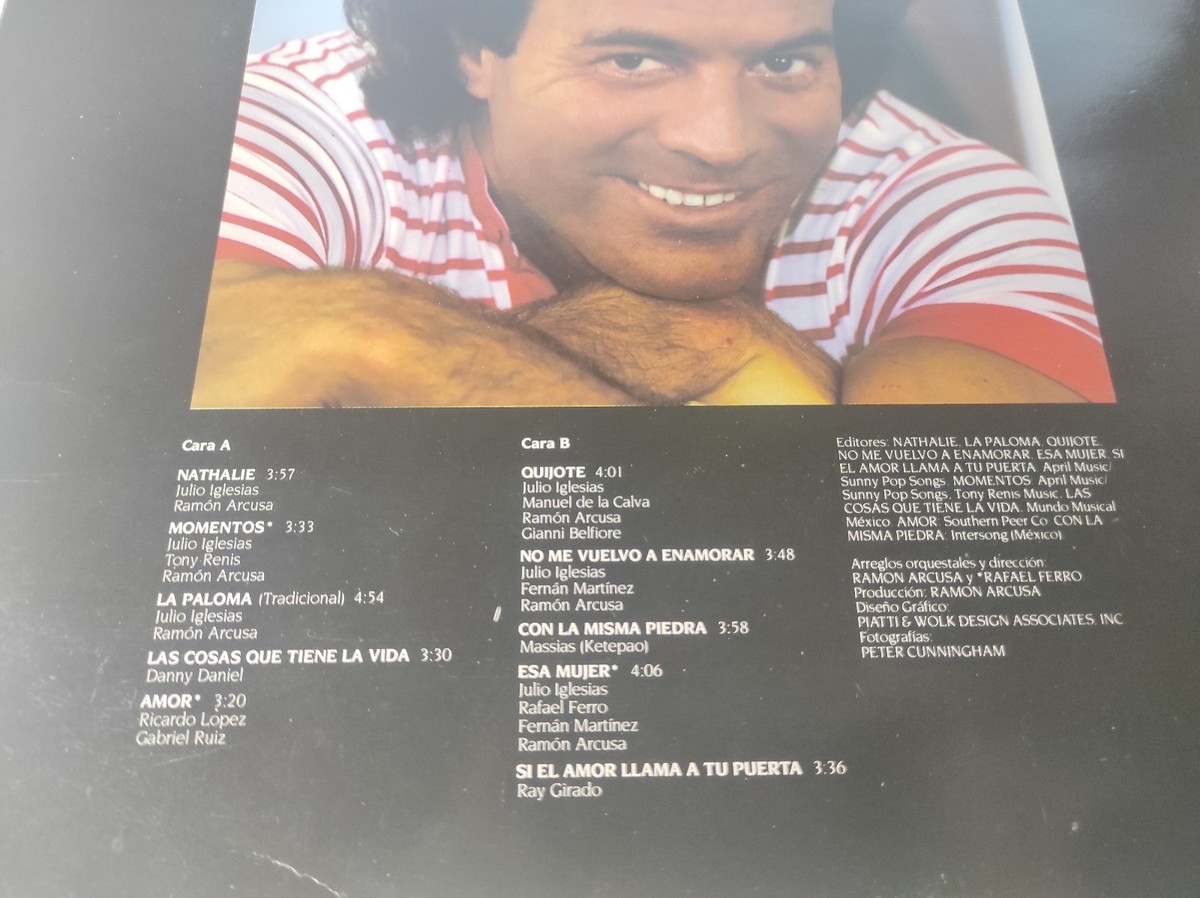 Cara A
NATHALIE 3:57
Julio Iglesias
Ramón Arcusa
MOMENTOS* 3:33
Julio Iglesias
Tony Renis
Ramón Arcusa
LA PALOMA (Tradicional) 4:54
Julio Iglesias
Ramón Arcusa
LAS COSAS QUE TIENE LA VIDA 3:30
Danny Daniel
AMOR* 3:20
Ricardo López
Gabriel Ruiz
Cara B
QUIJOTE 4:01
Julio Iglesias
Manuel de la Calva
Ramón Arcusa
Gianni Belfiore
NO ME VUELVO A ENAMORAR 3:48
Julio Iglesias
Fernán Martínez
Ramón Arcusa
CON LA MISMA PIEDRA 3:58
Massias (Ketepao)
ESA MUJER* 4:06
Julio Iglesias
Rafael Ferro
Fernán Martínez
Ramón Arcusa
SI EL AMOR LLAMA A TU PUERTA 3:36
Ray Girado
Editores: NATHALIE, LA PALOMA, QUIJOTE,
NO ME VUELVO A ENAMORAR, ESA MUJER, SI
EL AMOR LLAMA A TU PUERTA, April Music/
Sunny Pop Songs. MOMENTOS, April Music/
Sunny Pop Songs, Tony Renis Music. LAS
COSAS QUE TIENE LA VIDA, Mundo Musical
México. AMOR: Southern Peer Co. CON LA
MISMA PIEDRA: Intersong (México)
Arreglos orquestales y dirección:
RAMON ARCUSA y *RAFAEL FERRO
Producción: RAMON ARCUSA
Diseño Gráfico:
PIATTI & WOLK DESIGN ASSOCIATES, INC
Fotografías:
PETER CUNNINGHAM